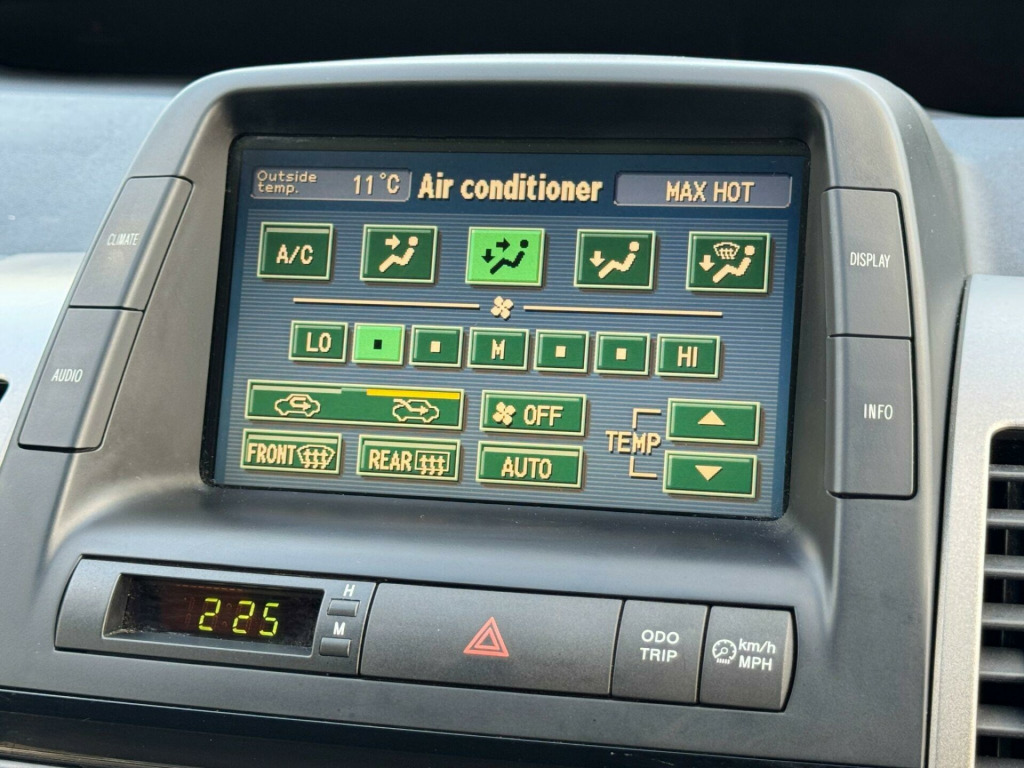 Outside temp. 11°C Air conditioner MAX HOT
CLIMATE
DISPLAY
A/C
LO M HI
AUDIO
INFO
OFF
TEMP
FRONT REAR AUTO
2:25 H
M
ODO
TRIP
km/h
MPH